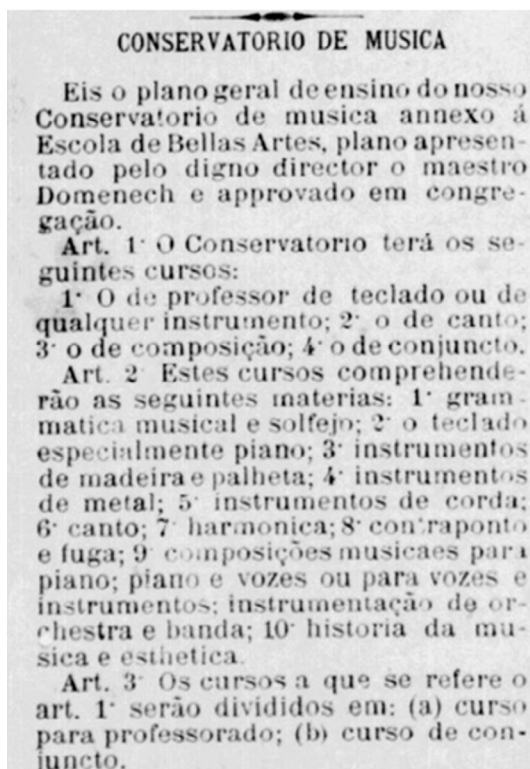 CONSERVATORIO DE MUSICA
Eis o plano geral de ensino do nosso
Conservatorio de musica annexo á
Escola de Bellas Artes, plano apresen-
tado pelo digno director o maestro
Domenech e approvado em congre-
gação.
Art. 1· O Conservatorio terá os se-
guintes cursos:
1· O de professor de teclado ou de
qualquer instrumento; 2· o de canto;
3· o de composição; 4· o de conjuncto.
Art. 2 Estes cursos comprehende-
rão as seguintes materias: 1· gram-
matica musical e solfejo; 2· o teclado
especialmente piano; 3· instrumentos
de madeira e palheta; 4· instrumentos
de metal; 5· instrumentos de corda;
6· canto; 7· harmonica; 8· contraponto
e fuga; 9· composições musicaes para
piano; piano e vozes ou para vozes e
instrumentos; instrumentação de or-
chestra e banda; 10· historia da mu-
sica e esthetica.
Art. 3· Os cursos a que se refere o
art. 1· serão divididos em: (a) curso
para professorado; (b) curso de con-
juncto.